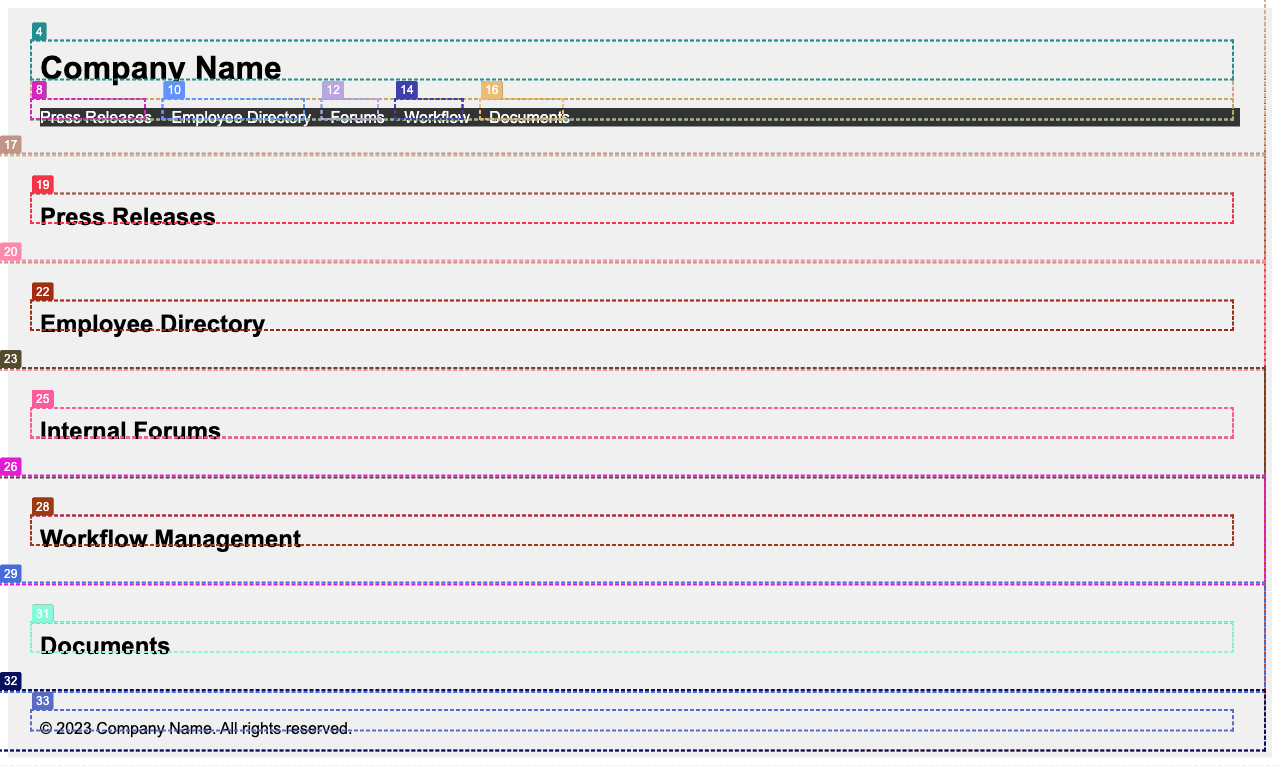 4
Company Name
8 10 12 14 16
Press Releases Employee Directory Forums Workflow Documents
17
19
Press Releases
20
22
Employee Directory
23
25
Internal Forums
26
28
Workflow Management
29
31
Documents
32
33
© 2023 Company Name. All rights reserved.